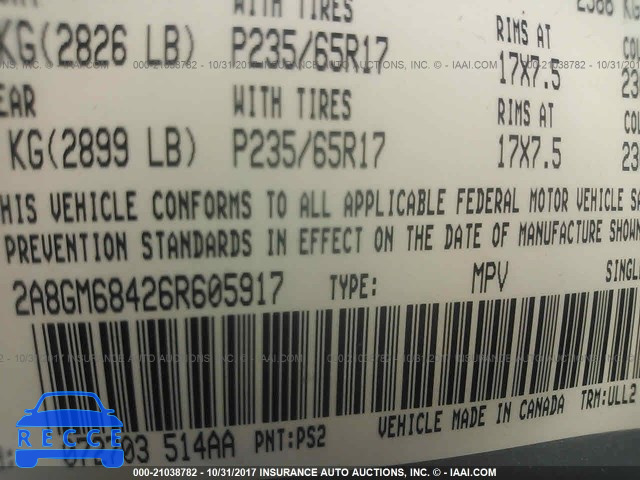 WITH TIRES
RIMS AT
KG(2826 LB) P235/65R17 17X7.5
EAR WITH TIRES RIMS AT
KG(2899 LB) P235/65R17 17X7.5
HIS VEHICLE CONFORMS TO ALL APPLICABLE FEDERAL MOTOR VEHICLE SA
PREVENTION STANDARDS IN EFFECT ON THE DATE OF MANUFACTURE SHOWN
2A8GM68426R605917 TYPE: MPV SINGL
514AA PNT:PS2 VEHICLE MADE IN CANADA TRM:ULL2
000-21038782 - 10/31/2017 INSURANCE AUTO AUCTIONS, INC. - IAAI.COM